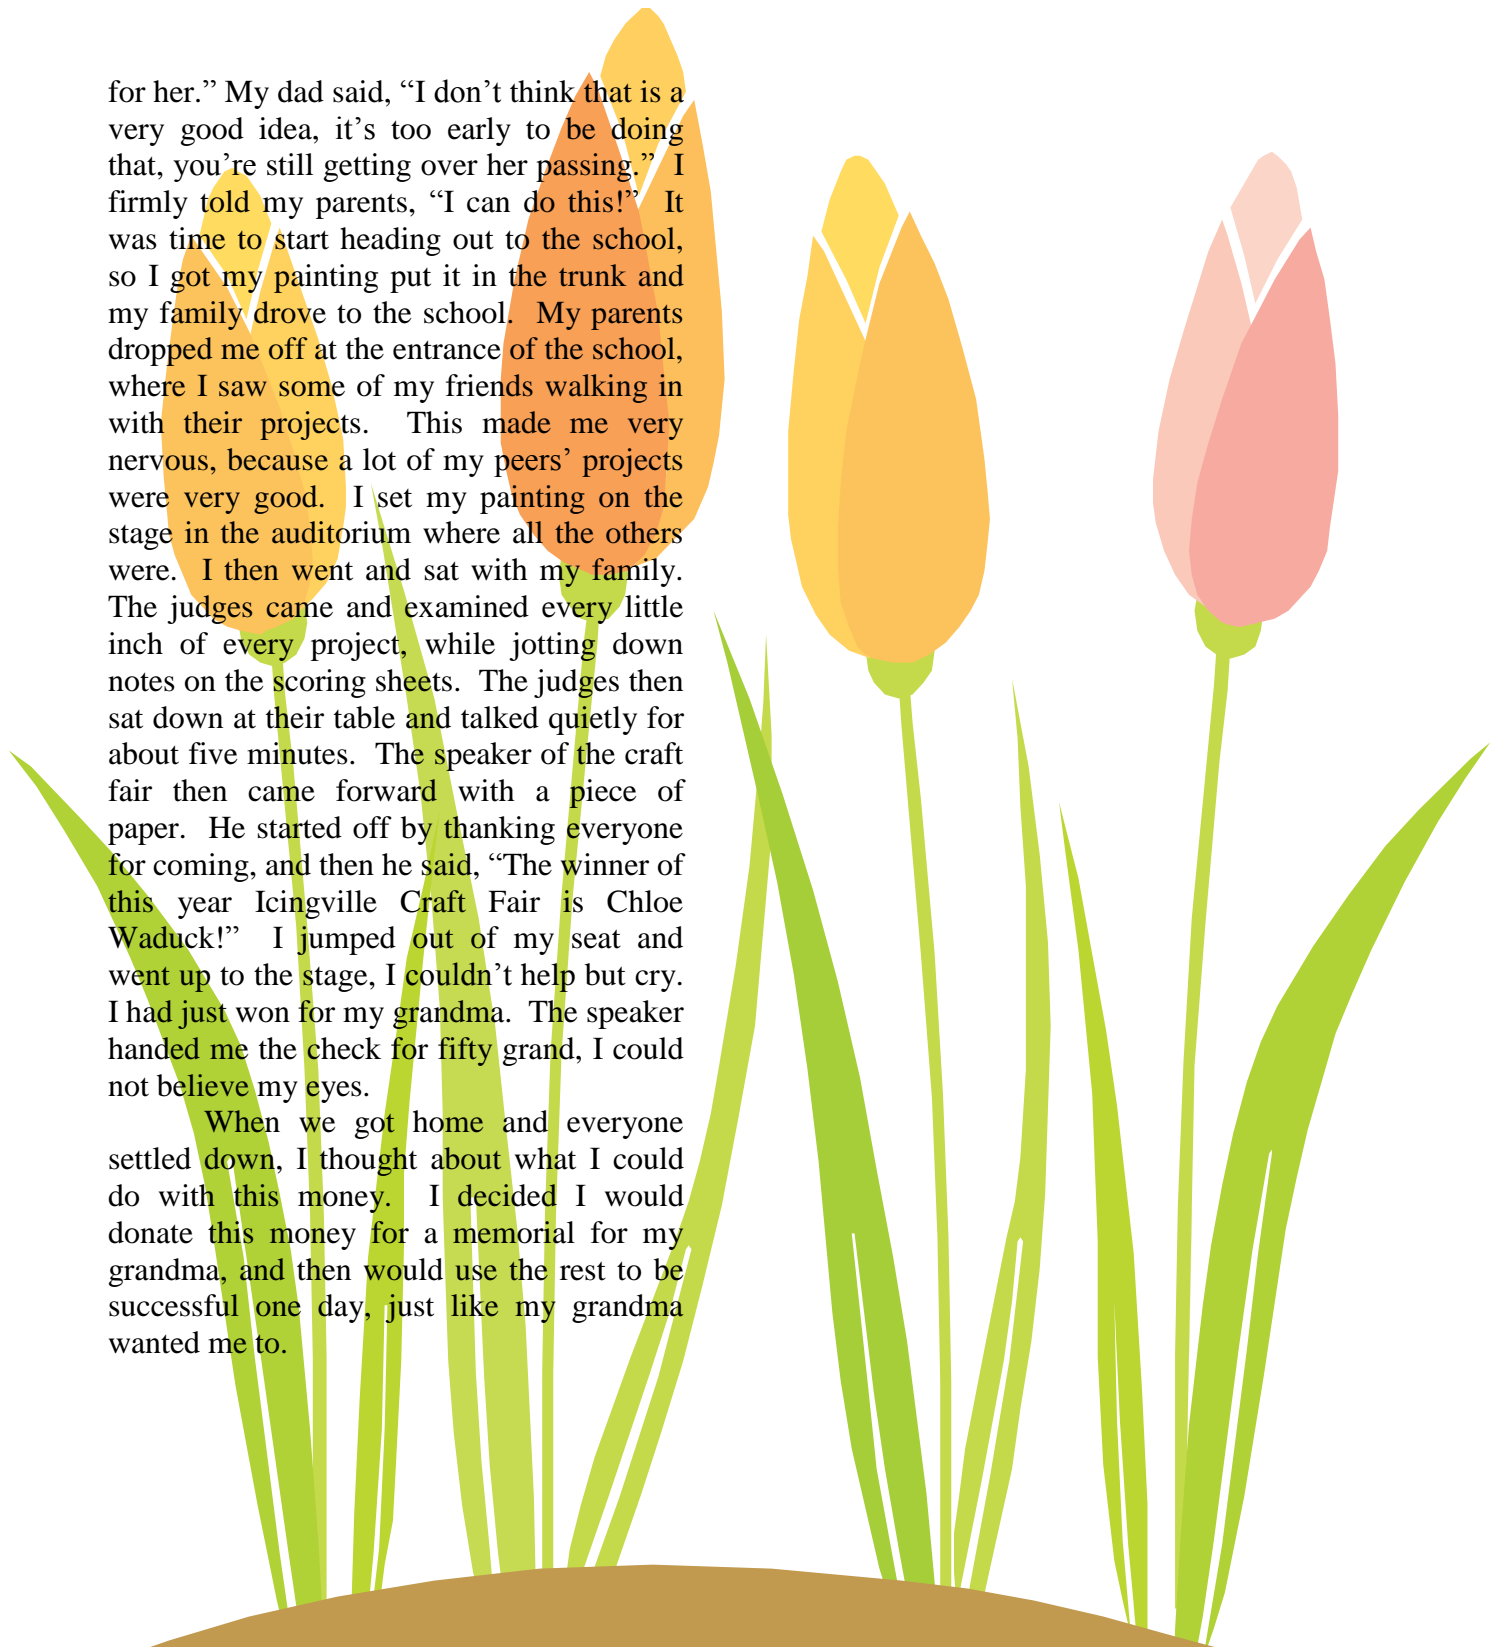 for her.” My dad said, “I don’t think that is a
very good idea, it’s too early to be doing
that, you’re still getting over her passing.”  I
firmly told my parents, “I can do this!”  It
was time to start heading out to the school,
so I got my painting put it in the trunk and
my family drove to the school.  My parents
dropped me off at the entrance of the school,
where I saw some of my friends walking in
with their projects.  This made me very
nervous, because a lot of my peers’ projects
were very good.  I set my painting on the
stage in the auditorium where all the others
were.  I then went and sat with my family.
The judges came and examined every little
inch of every project, while jotting down
notes on the scoring sheets.  The judges then
sat down at their table and talked quietly for
about five minutes.  The speaker of the craft
fair then came forward with a piece of
paper.  He started off by thanking everyone
for coming, and then he said, “The winner of
this year Icingville Craft Fair is Chloe
Waduck!”  I jumped out of my seat and
went up to the stage, I couldn’t help but cry.
I had just won for my grandma.  The speaker
handed me the check for fifty grand, I could
not believe my eyes.
When we got home and everyone
settled down, I thought about what I could
do with this money.  I decided I would
donate this money for a memorial for my
grandma, and then would use the rest to be
successful one day, just like my grandma
wanted me to.